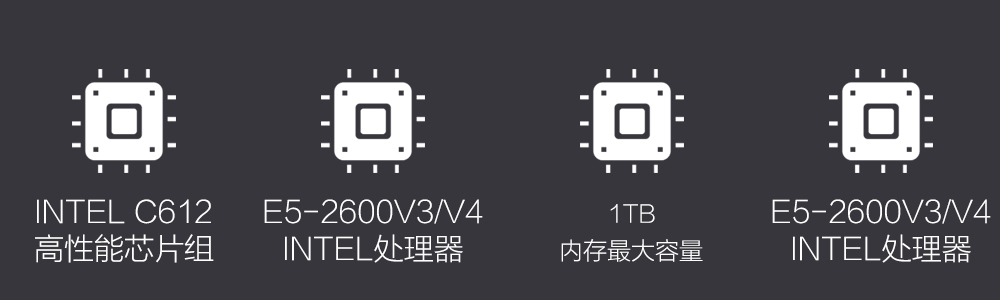 INTEL C612
高性能芯片组
E5-2600V3/V4
INTEL处理器
1TB
内存最大容量
E5-2600V3/V4
INTEL处理器